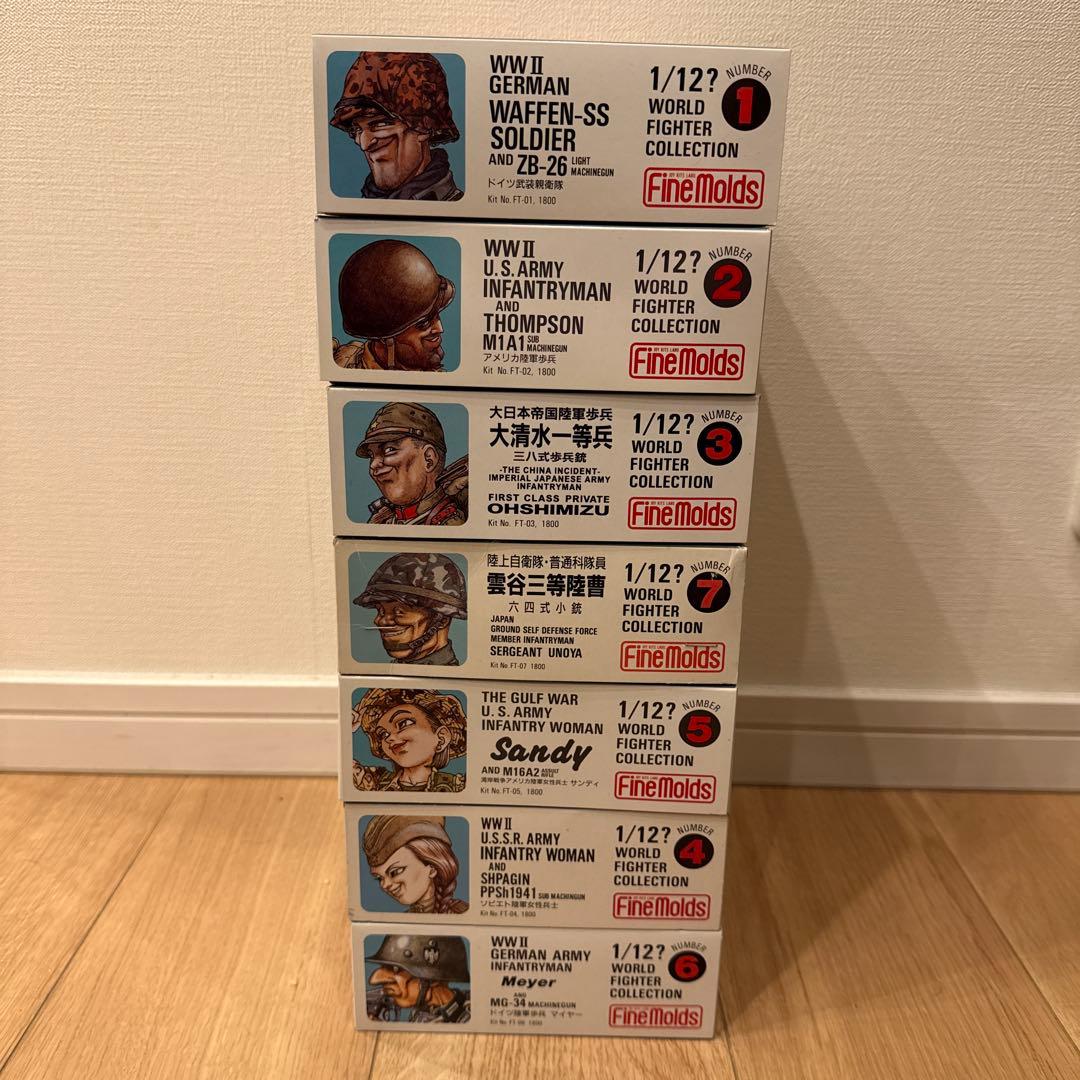 WWⅡ
GERMAN
WAFFEN-SS
SOLDIER
AND ZB-26 LIGHT MACHINEGUN
ドイツ武装親衛隊
Kit No. FT-01, 1800
1/12?
WORLD
FIGHTER
COLLECTION
NUMBER
1
FineMolds
WWⅡ
U.S. ARMY
INFANTRYMAN
AND
THOMPSON
M1A1 SUB MACHINEGUN
アメリカ陸軍歩兵
Kit No. FT-02, 1800
1/12?
WORLD
FIGHTER
COLLECTION
NUMBER
2
FineMolds
大日本帝国陸軍歩兵
大清水一等兵
三八式歩兵銃
-THE CHINA INCIDENT-
IMPERIAL JAPANESE ARMY
INFANTRYMAN
FIRST CLASS PRIVATE
OHSHIMIZU
Kit No. FT-03, 1800
1/12?
WORLD
FIGHTER
COLLECTION
NUMBER
3
FineMolds
陸上自衛隊・普通科隊員
雲谷三等陸曹
六四式小銃
JAPAN
GROUND SELF DEFENSE FORCE
MEMBER INFANTRYMAN
SERGEANT UNOYA
Kit No. FT-07 1800
1/12?
WORLD
FIGHTER
COLLECTION
NUMBER
7
FineMolds
THE GULF WAR
U.S. ARMY
INFANTRY WOMAN
Sandy
AND M16A2 ASSULT RIFLE
湾岸戦争アメリカ陸軍女性兵士 サンディ
Kit No. FT-05, 1800
1/12?
WORLD
FIGHTER
COLLECTION
NUMBER
5
FineMolds
WWⅡ
U.S.S.R. ARMY
INFANTRY WOMAN
AND
SHPAGIN
PPSh1941 SUB MACHINGUN
ソビエト陸軍女性兵士
Kit No. FT-04, 1800
1/12?
WORLD
FIGHTER
COLLECTION
NUMBER
4
FineMolds
WWⅡ
GERMAN ARMY
INFANTRYMAN
Meyer
AND
MG-34 MACHINEGUN
ドイツ陸軍歩兵 マイヤー
Kit No. FT-06 1800
1/12?
WORLD
FIGHTER
COLLECTION
NUMBER
6
FineMolds